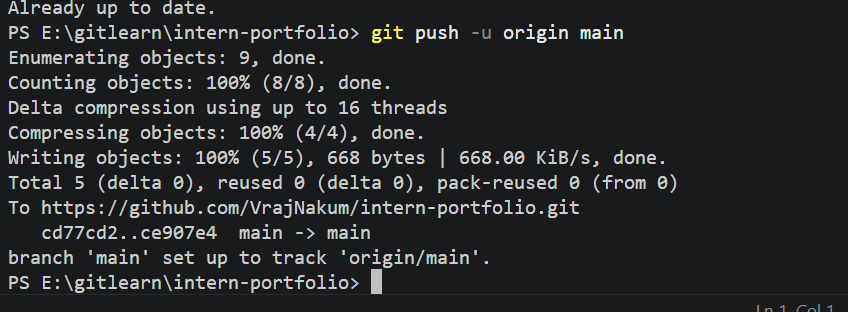 Already up to date.
PS E:\gitlearn\intern-portfolio> git push -u origin main
Enumerating objects: 9, done.
Counting objects: 100% (8/8), done.
Delta compression using up to 16 threads
Compressing objects: 100% (4/4), done.
Writing objects: 100% (5/5), 668 bytes | 668.00 KiB/s, done.
Total 5 (delta 0), reused 0 (delta 0), pack-reused 0 (from 0)
To https://github.com/VrajNakum/intern-portfolio.git
   cd77cd2..ce907e4  main -> main
branch 'main' set up to track 'origin/main'.
PS E:\gitlearn\intern-portfolio>
Ln 1, Col 1